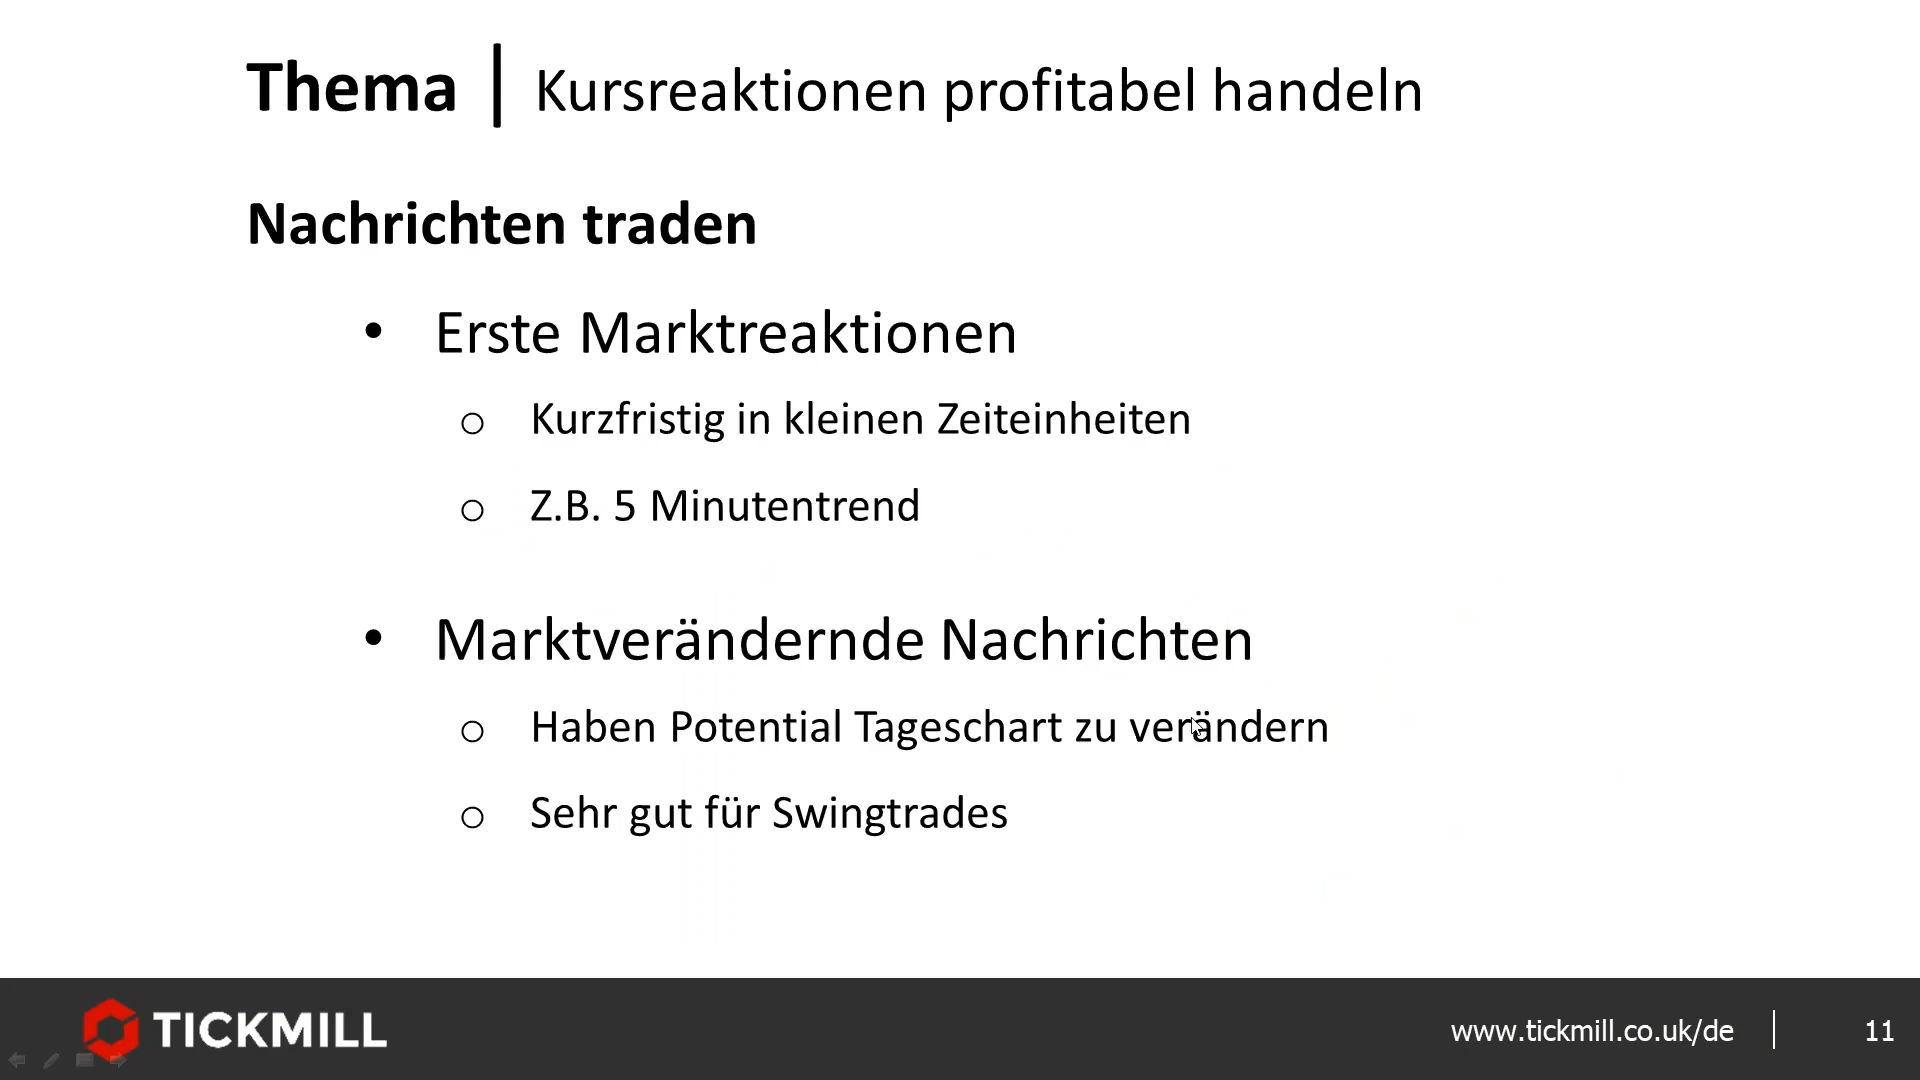 Thema | Kursreaktionen profitabel handeln
Nachrichten traden
• Erste Marktreaktionen
o Kurzfristig in kleinen Zeiteinheiten
o Z.B. 5 Minutentrend
• Marktverändernde Nachrichten
o Haben Potential Tageschart zu verändern
o Sehr gut für Swingtrades
TICKMILL
www.tickmill.co.uk/de | 11